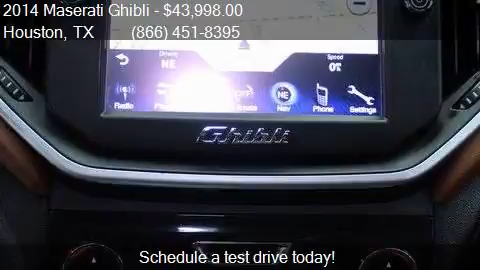 2014 Maserati Ghibli - $43,998.00
Houston, TX (866) 451-8395
Driving
NE
Speed
Radio
NE
Nav
Phone
Settings
Ghibli
Schedule a test drive today!